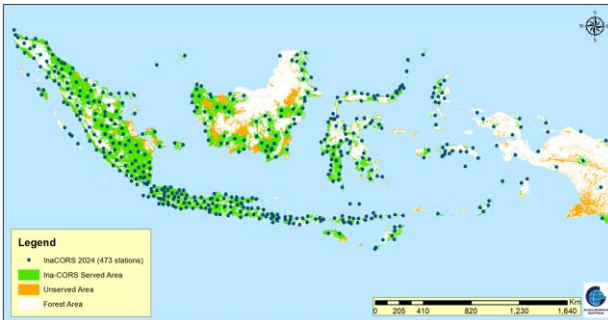 N
Legend
InaCORS 2024 (473 stations)
Ina-CORS Served Area
Unserved Area
Forest Area
Km
0 205 410 820 1,230 1,640